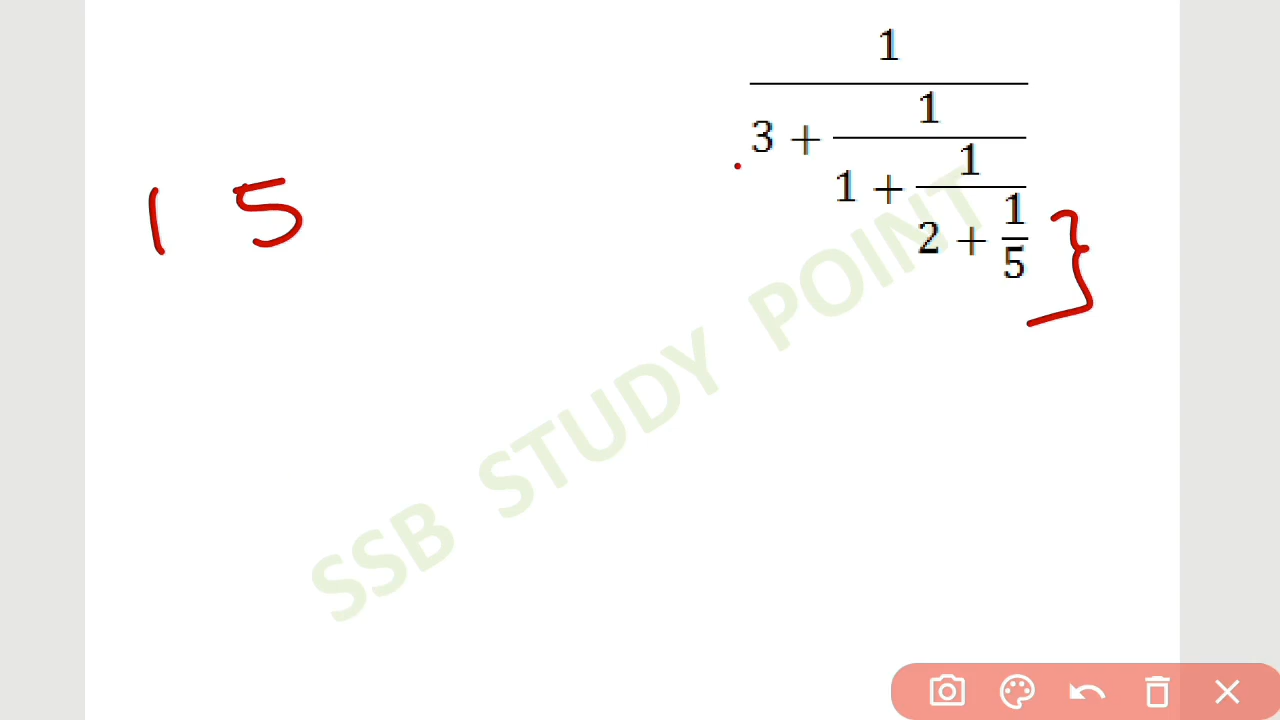 1
3 + 1
1 + 1
2 + 1
5
1 5
SSB STUDY POINT